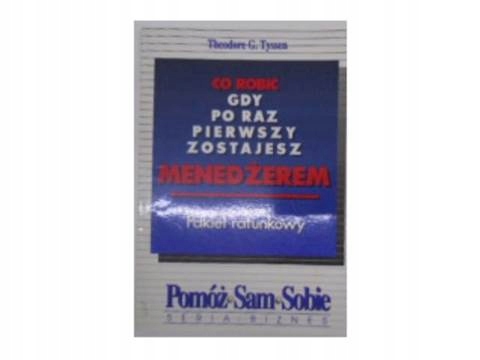 Theodore G. Tyssen
CO ROBIĆ
GDY
PO RAZ
PIERWSZY
ZOSTAJESZ
MENEDŻEREM
Pakiet ratunkowy
Pomóż Sam Sobie
SERIA: BIZNES